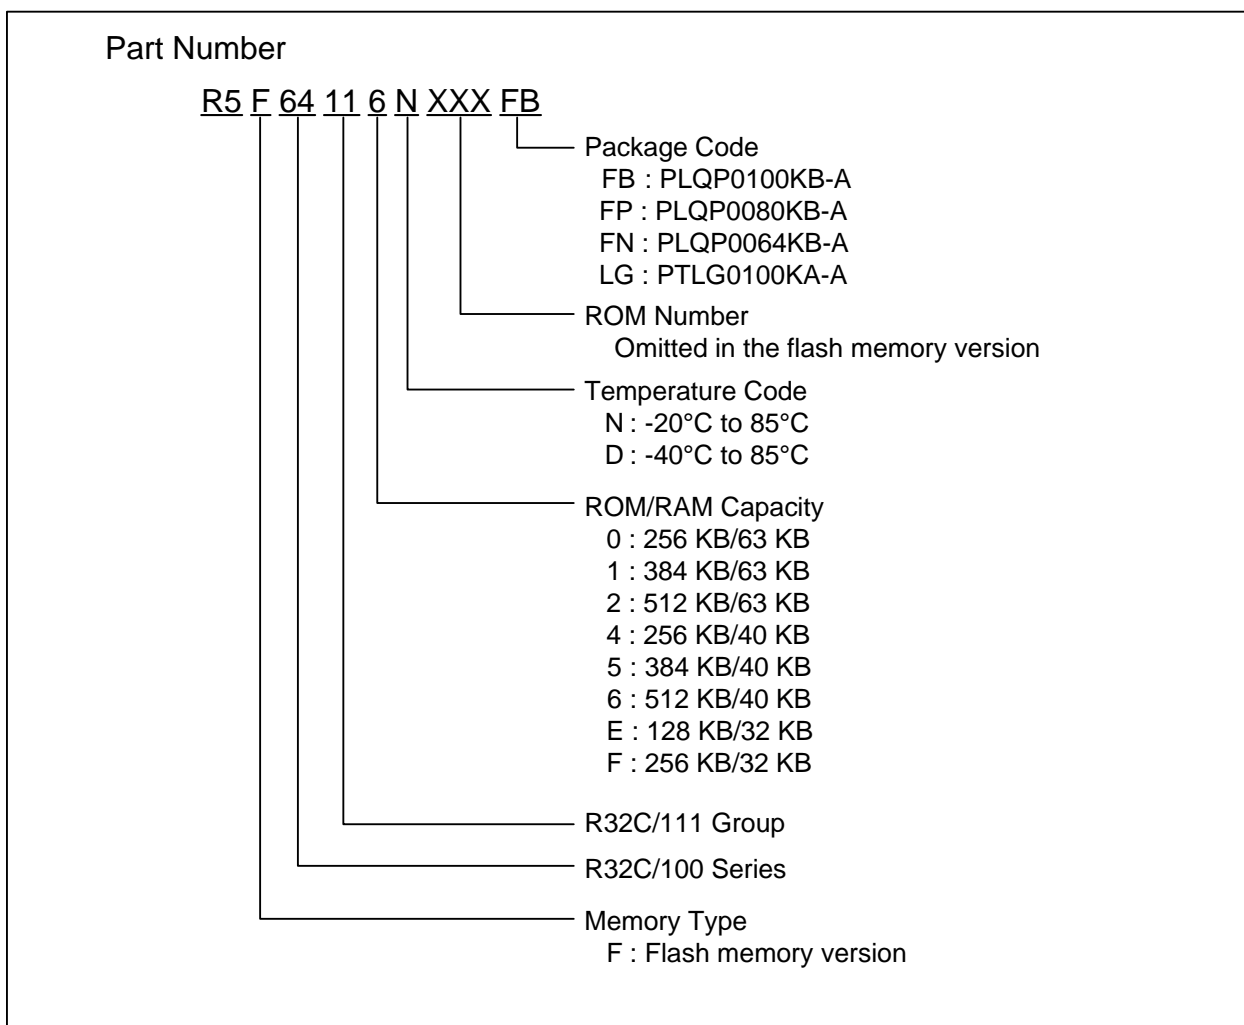 Part Number
R5 F 64 11 6 N XXX FB
Package Code
FB : PLQP0100KB-A
FP : PLQP0080KB-A
FN : PLQP0064KB-A
LG : PTLG0100KA-A
ROM Number
Omitted in the flash memory version
Temperature Code
N : -20°C to 85°C
D : -40°C to 85°C
ROM/RAM Capacity
0 : 256 KB/63 KB
1 : 384 KB/63 KB
2 : 512 KB/63 KB
4 : 256 KB/40 KB
5 : 384 KB/40 KB
6 : 512 KB/40 KB
E : 128 KB/32 KB
F : 256 KB/32 KB
R32C/111 Group
R32C/100 Series
Memory Type
F : Flash memory version